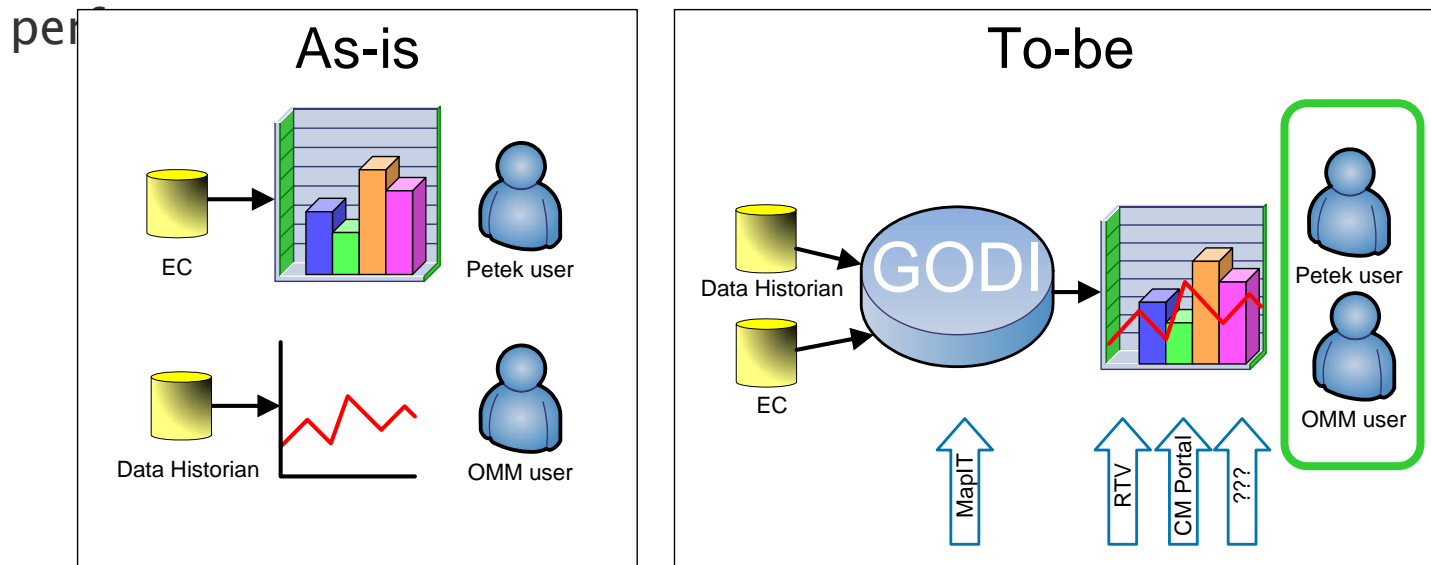 As-is
EC
Petek user
Data Historian
OMM user
To-be
Data Historian
EC
GODI
Petek user
OMM user
MapIT
RTV
CM Portal
???